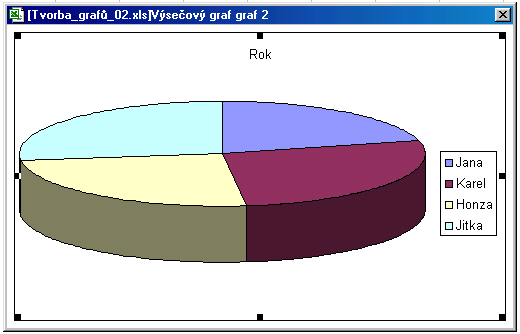 [Tvorba_grafů_02.xls]Výsečový graf graf 2
Rok
Jana
Karel
Honza
Jitka